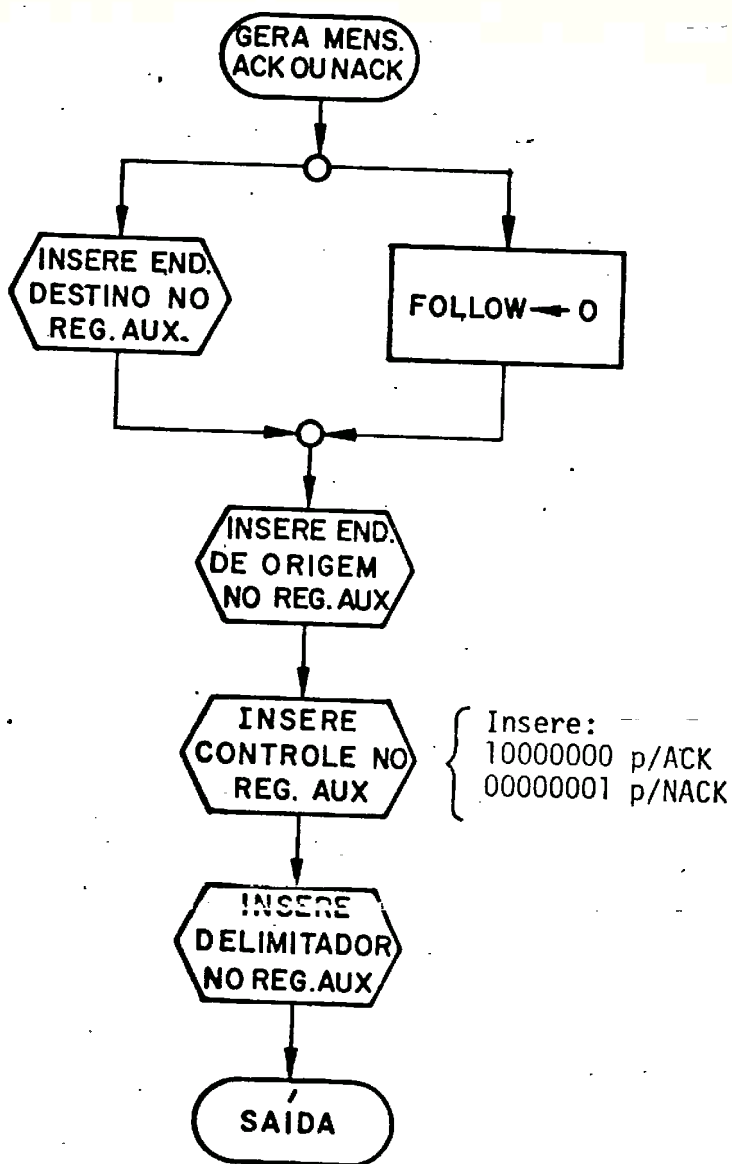 GERA MENS.
ACK OU NACK
INSERE END.
DESTINO NO
REG. AUX.
FOLLOW ← 0
INSERE END.
DE ORIGEM
NO REG. AUX
INSERE
CONTROLE NO
REG. AUX
Insere:
10000000 p/ACK
00000001 p/NACK
INSERE
DELIMITADOR
NO REG. AUX
SAÍDA